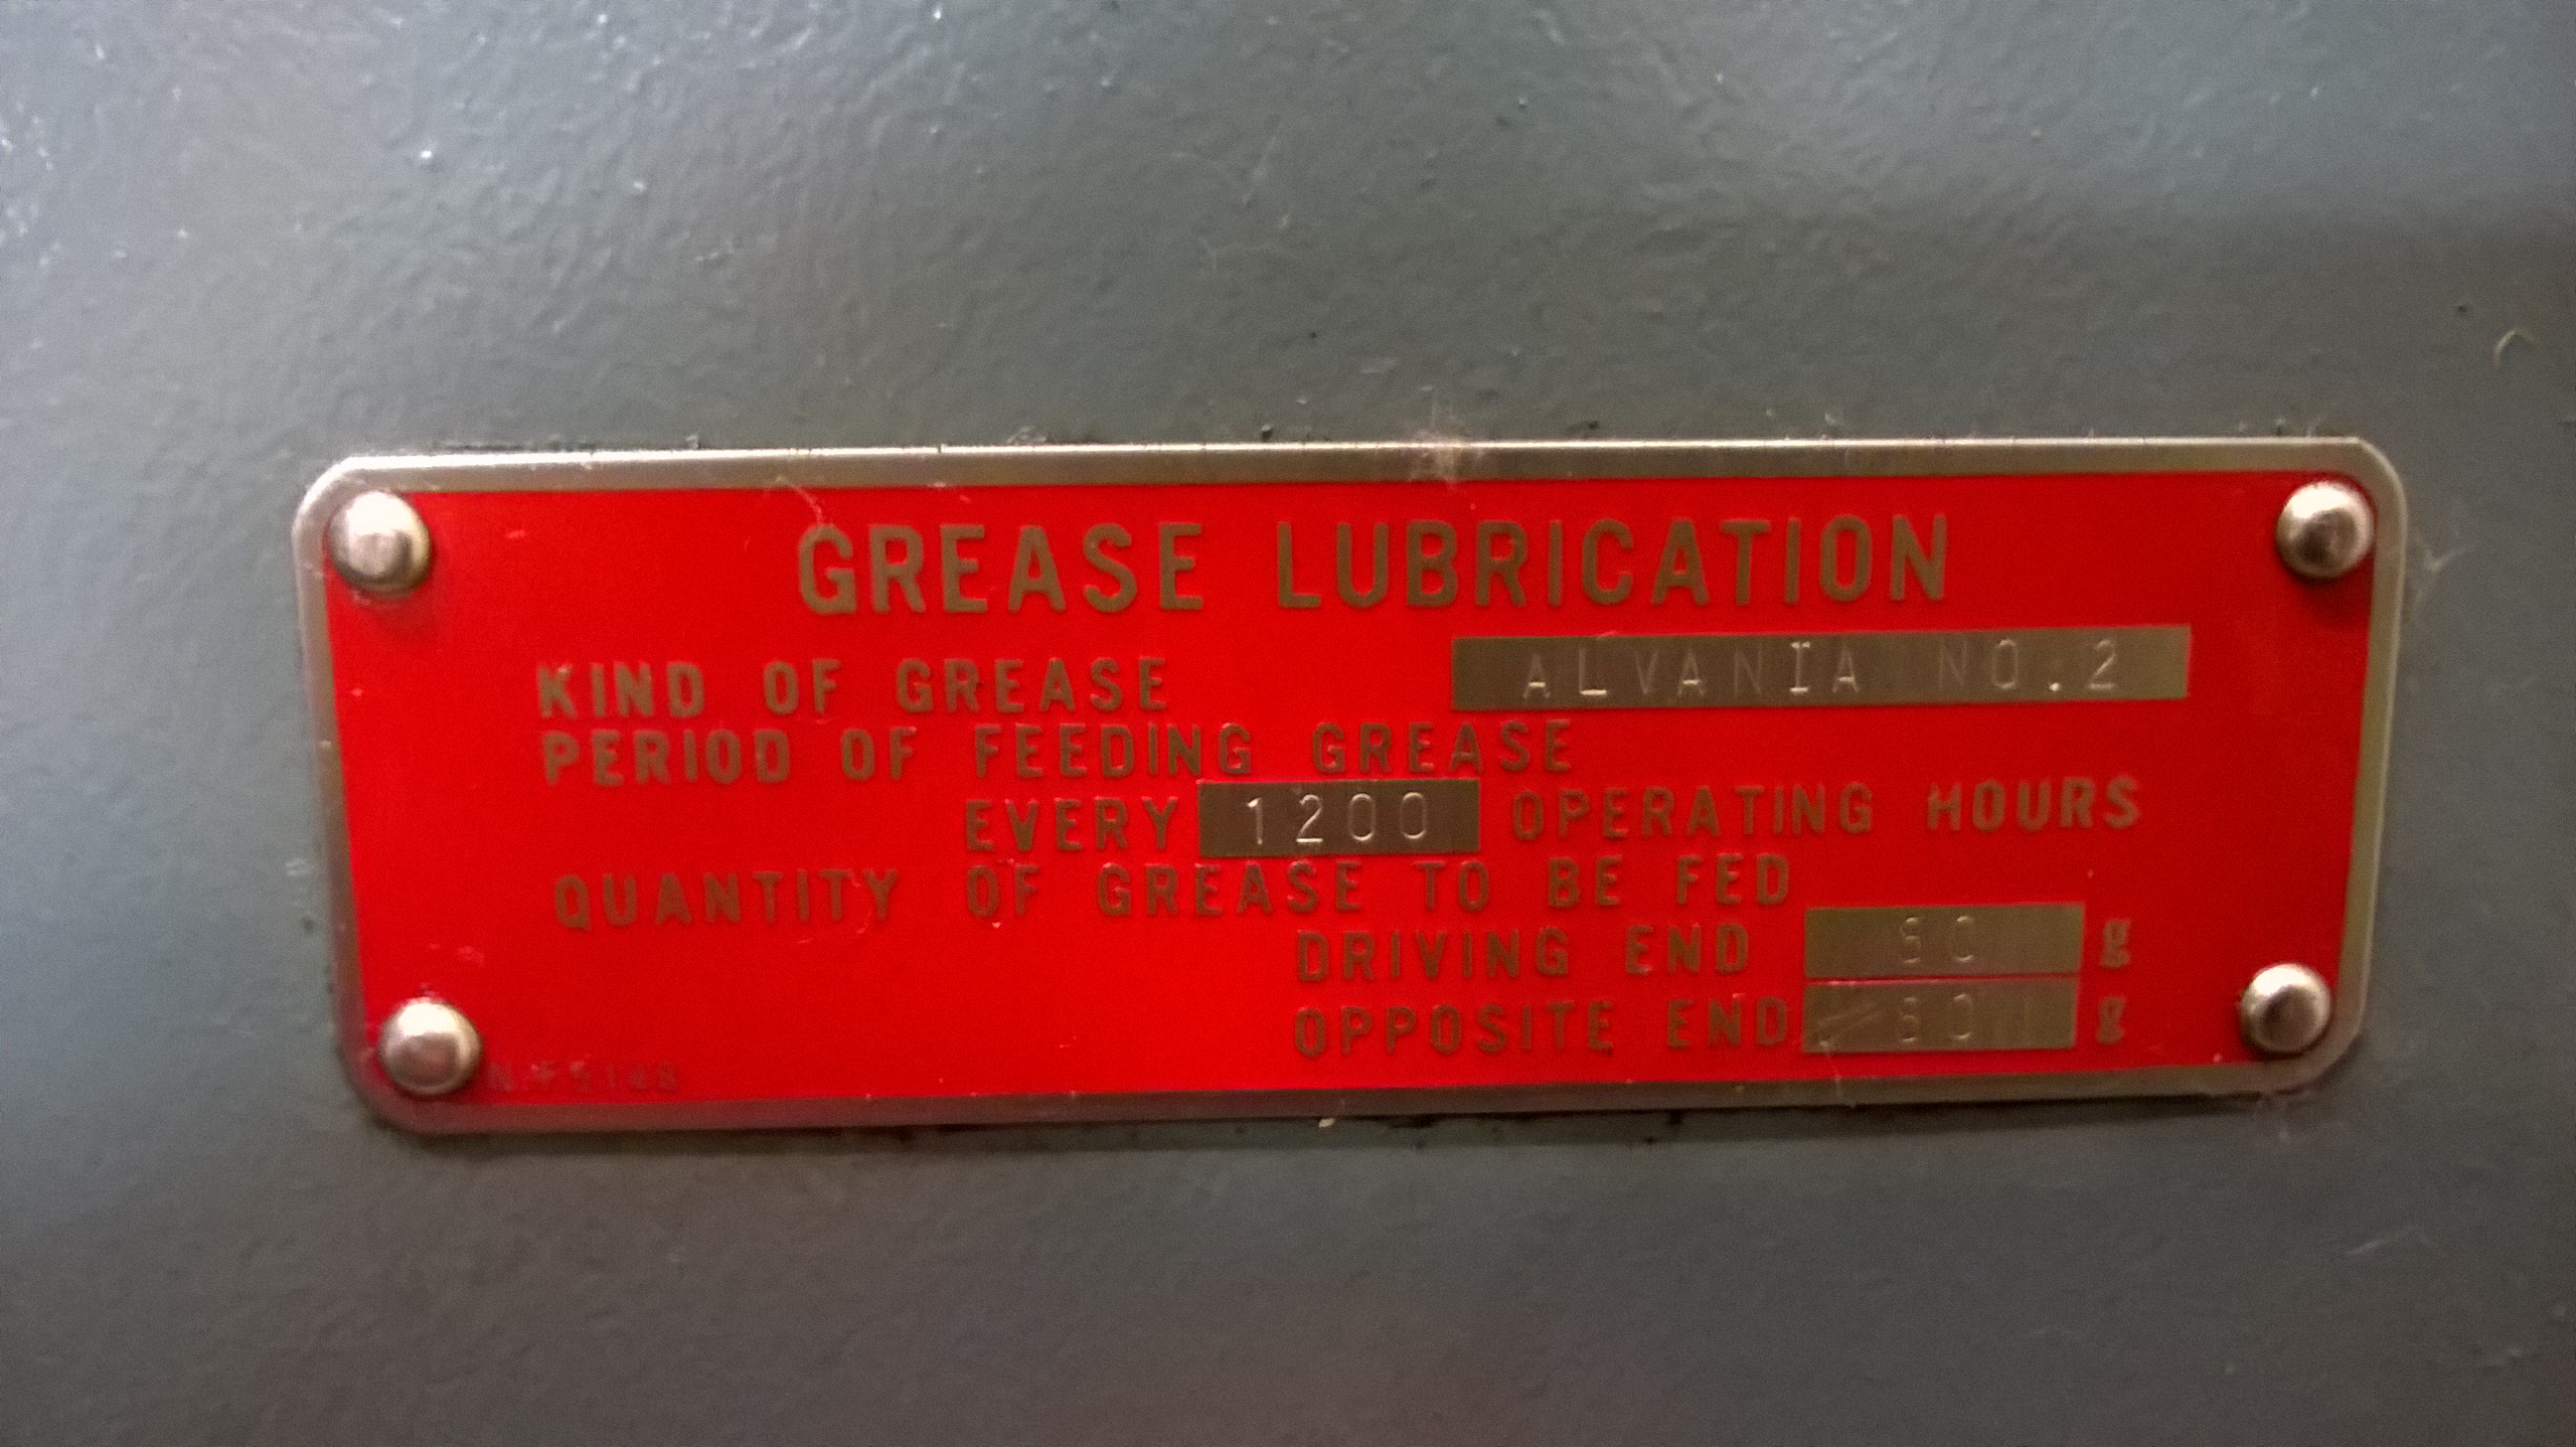 GREASE LUBRICATION
KIND OF GREASE ALVANIA NO.2
PERIOD OF FEEDING GREASE
EVERY 1200 OPERATING HOURS
QUANTITY OF GREASE TO BE FED
DRIVING END g
OPPOSITE END g